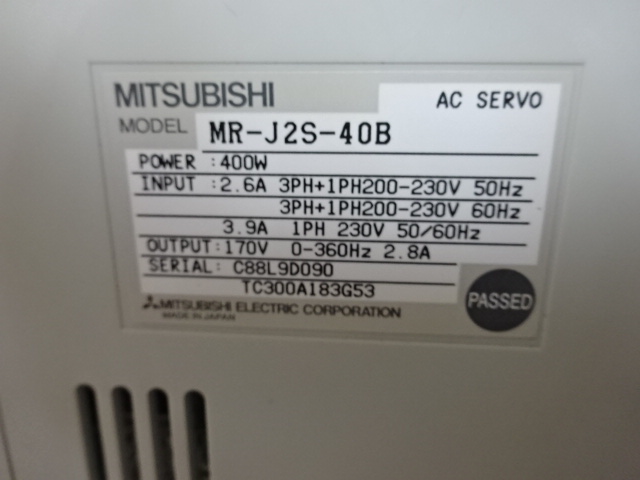 MITSUBISHI AC SERVO
MODEL MR-J2S-40B
POWER :400W
INPUT :2.6A 3PH+1PH200-230V 50Hz
3PH+1PH200-230V 60Hz
3.9A 1PH 230V 50/60Hz
OUTPUT:170V 0-360Hz 2.8A
SERIAL: C88L9D090
TC300A183G53
MITSUBISHI ELECTRIC CORPORATION
MADE IN JAPAN
PASSED